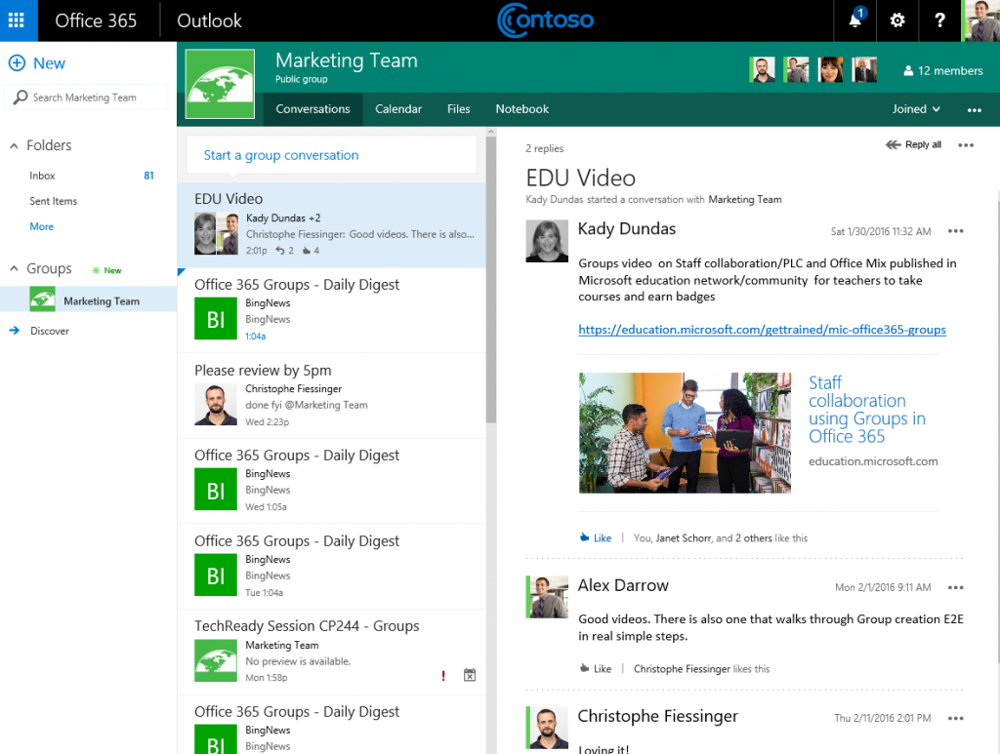 Office 365
Outlook
Contoso
1
?
New
Search Marketing Team
Folders
Inbox 81
Sent Items
More
Groups New
Marketing Team
Discover
Marketing Team
Public group
12 members
Conversations Calendar Files Notebook
Joined
Start a group conversation
EDU Video
Kady Dundas +2
Christophe Fiessinger: Good videos. There is also...
2:01p 2 4
Office 365 Groups - Daily Digest
BI
BingNews
BingNews
1:04a
Please review by 5pm
Christophe Fiessinger
done fyi @Marketing Team
Wed 2:23p
Office 365 Groups - Daily Digest
BI
BingNews
BingNews
Wed 1:05a
Office 365 Groups - Daily Digest
BI
BingNews
BingNews
Tue 1:04a
TechReady Session CP244 - Groups
Marketing Team
No preview is available.
Mon 1:58p
!
Office 365 Groups - Daily Digest
BI
BingNews
BingNews
2 replies
Reply all
EDU Video
Kady Dundas started a conversation with Marketing Team
Kady Dundas
Sat 1/30/2016 11:32 AM
Groups video on Staff collaboration/PLC and Office Mix published in
Microsoft education network/community for teachers to take
courses and earn badges
https://education.microsoft.com/gettrained/mic-office365-groups
Staff
collaboration
using Groups in
Office 365
education.microsoft.com
Like | You, Janet Schorr, and 2 others like this
Alex Darrow
Mon 2/1/2016 9:11 AM
Good videos. There is also one that walks through Group creation E2E
in real simple steps.
Like | Christophe Fiessinger likes this
Christophe Fiessinger
Thu 2/11/2016 2:01 PM
Loving it!